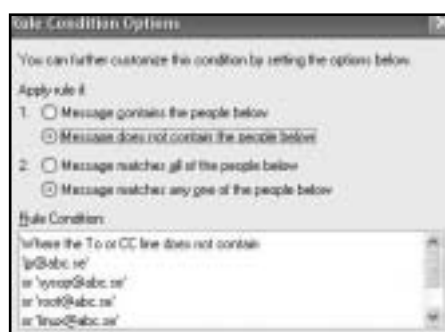 Rule Condition Options
You can further customize this condition by setting the options below.
Apply rule if
1. Message contains the people below
Message does not contain the people below
2. Message matches all of the people below
Message matches any one of the people below
Rule Condition:
Where the To or CC line does not contain
'@abc.se'
or 'sysop@abc.se'
or 'root@abc.se'
or 'linux@abc.se'